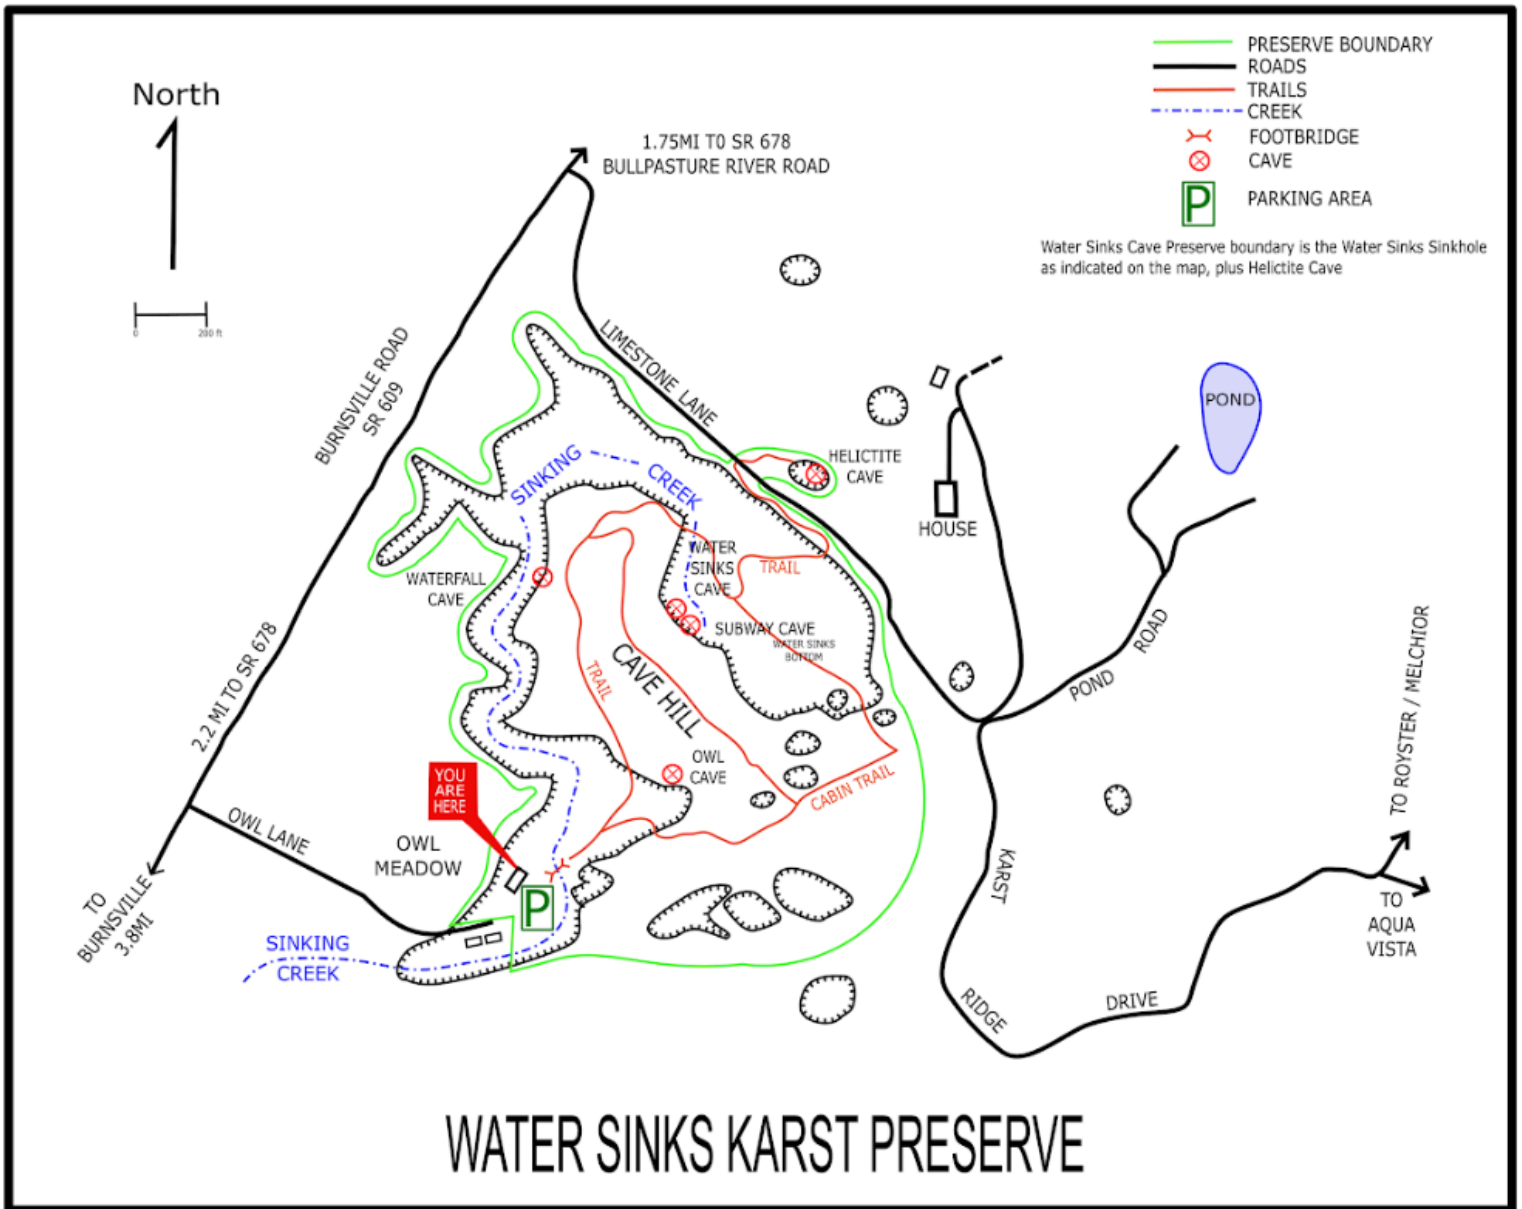 PRESERVE BOUNDARY
ROADS
TRAILS
CREEK
FOOTBRIDGE
CAVE
P
PARKING AREA
Water Sinks Cave Preserve boundary is the Water Sinks Sinkhole
as indicated on the map, plus Helictite Cave
North
0 200 ft
1.75MI T0 SR 678
BULLPASTURE RIVER ROAD
BURNSVILLE ROAD
SR 609
LIMESTONE LANE
POND
HELICTITE
CAVE
HOUSE
SINKING
CREEK
WATER
SINKS
CAVE
TRAIL
WATERFALL
CAVE
SUBWAY CAVE
WATER SINKS
BOTTOM
CAVE HILL
TRAIL
POND
ROAD
2.2 MI TO SR 678
OWL
CAVE
CABIN TRAIL
YOU
ARE
HERE
OWL LANE
OWL
MEADOW
P
TO
BURNSVILLE
3.8MI
SINKING
CREEK
KARST
RIDGE
DRIVE
TO ROYSTER / MELCHIOR
TO
AQUA
VISTA
WATER SINKS KARST PRESERVE